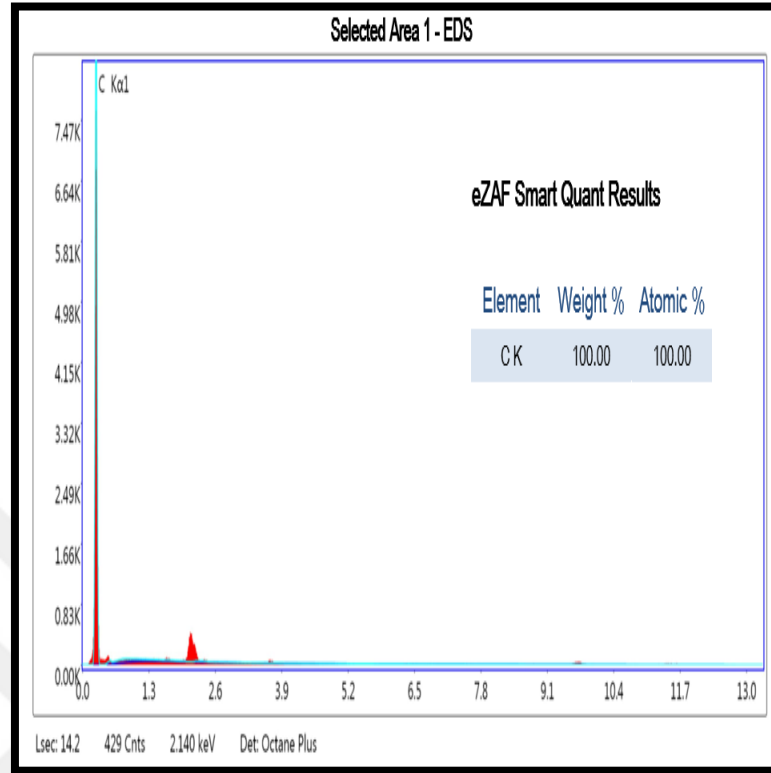 Selected Area 1 - EDS
C Kα1
7.47K
6.64K
5.81K
4.98K
4.15K
3.32K
2.49K
1.66K
0.83K
0.00K
eZAF Smart Quant Results
Element Weight % Atomic %
C K 100.00 100.00
0.0 1.3 2.6 3.9 5.2 6.5 7.8 9.1 10.4 11.7 13.0
Lsec: 14.2 429 Cnts 2.140 keV Det: Octane Plus